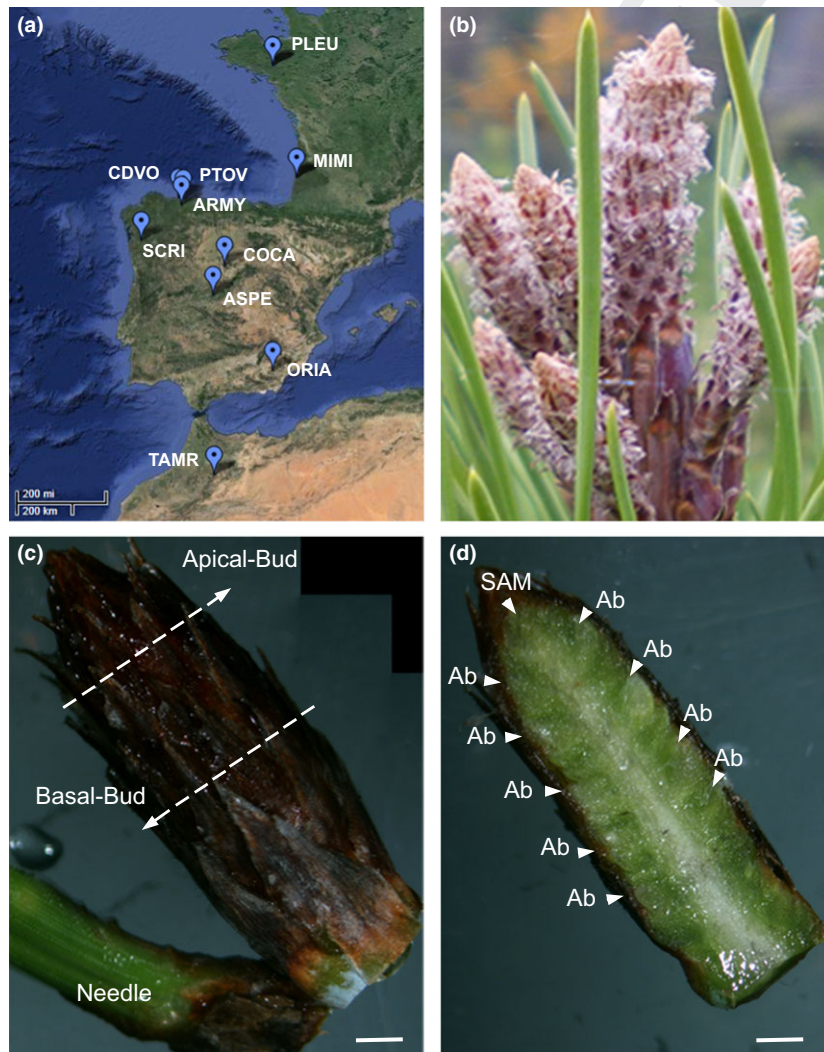 (a)
PLEU
MIMI
CDVO PTOV
ARMY
SCRI
COCA
ASPE
ORIA
TAMR
200 mi
200 km
(b)
(c)
Apical-Bud
Basal-Bud
Needle
(d)
SAM
Ab
Ab
Ab
Ab
Ab
Ab
Ab
Ab
Ab